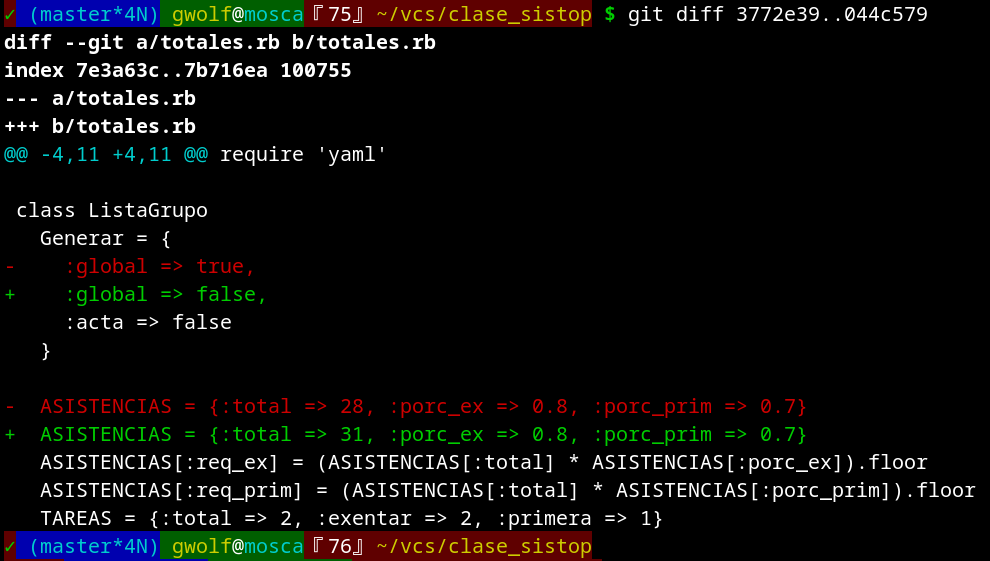 ✓ (master*4N) gwolf@mosca『75』~/vcs/clase_sistop $ git diff 3772e39..044c579
diff --git a/totales.rb b/totales.rb
index 7e3a63c..7b716ea 100755
--- a/totales.rb
+++ b/totales.rb
@@ -4,11 +4,11 @@ require 'yaml'

 class ListaGrupo
   Generar = {
-    :global => true,
+    :global => false,
     :acta => false
   }

-  ASISTENCIAS = {:total => 28, :porc_ex => 0.8, :porc_prim => 0.7}
+  ASISTENCIAS = {:total => 31, :porc_ex => 0.8, :porc_prim => 0.7}
   ASISTENCIAS[:req_ex] = (ASISTENCIAS[:total] * ASISTENCIAS[:porc_ex]).floor
   ASISTENCIAS[:req_prim] = (ASISTENCIAS[:total] * ASISTENCIAS[:porc_prim]).floor
   TAREAS = {:total => 2, :exentar => 2, :primera => 1}
✓ (master*4N) gwolf@mosca『76』~/vcs/clase_sistop